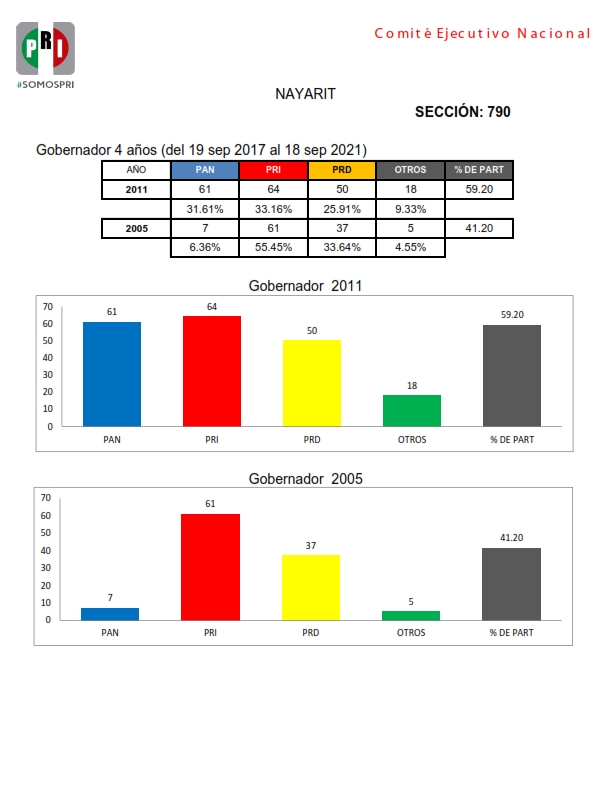 PRI
#SOMOSPRI
Comité Ejecutivo Nacional
NAYARIT
SECCIÓN: 790
Gobernador 4 años (del 19 sep 2017 al 18 sep 2021)
AÑO PAN PRI PRD OTROS % DE PART
2011 61 64 50 18 59.20
31.61% 33.16% 25.91% 9.33%
2005 7 61 37 5 41.20
6.36% 55.45% 33.64% 4.55%
Gobernador 2011
70
60
50
40
30
20
10
0
61 64 50 18 59.20
PAN PRI PRD OTROS % DE PART
Gobernador 2005
70
60
50
40
30
20
10
0
7 61 37 5 41.20
PAN PRI PRD OTROS % DE PART